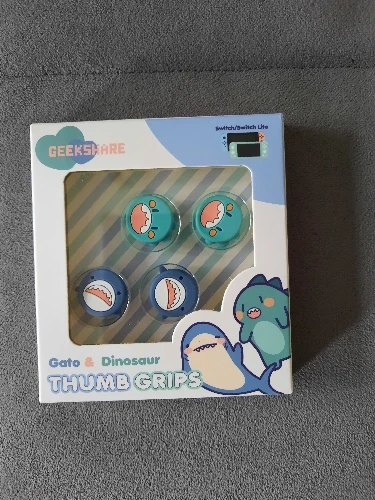 GEEKSHARE
Switch/Switch Lite
Gato & Dinosaur
THUMB GRIPS